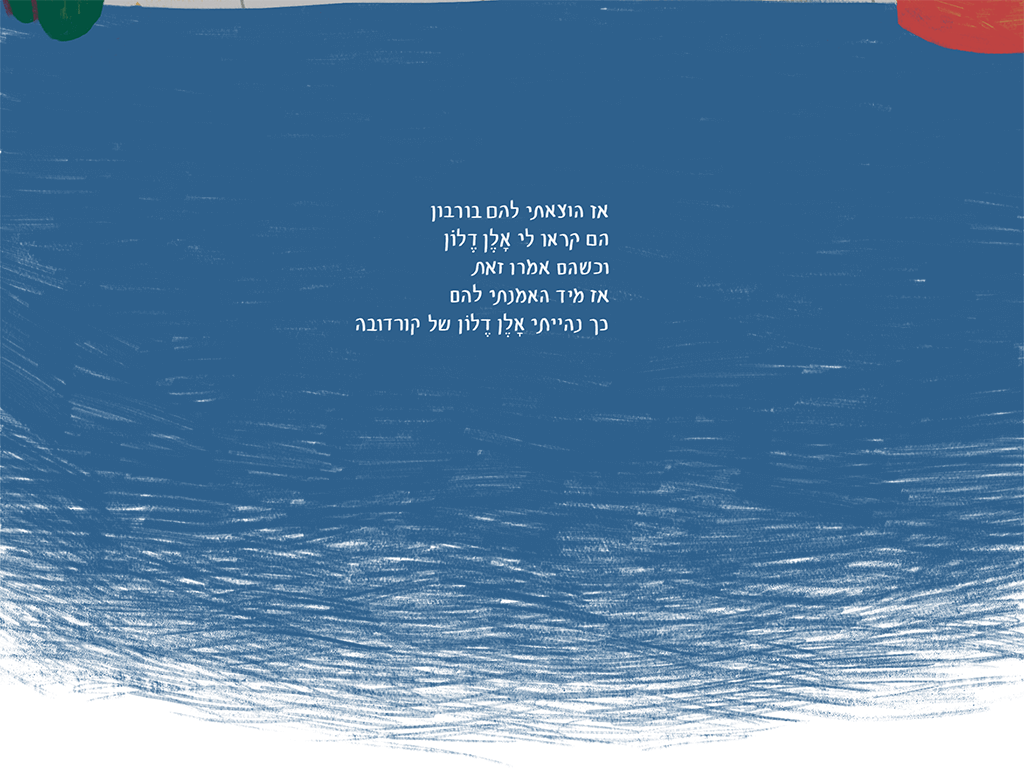 אז הוצאתי להם בורבון
הם קראו לי אָלֶן דֶלוֹן
וכשהם אמרו זאת
אז מיד האמנתי להם
כך נהייתי אָלֶן דֶלוֹן של קורדובה